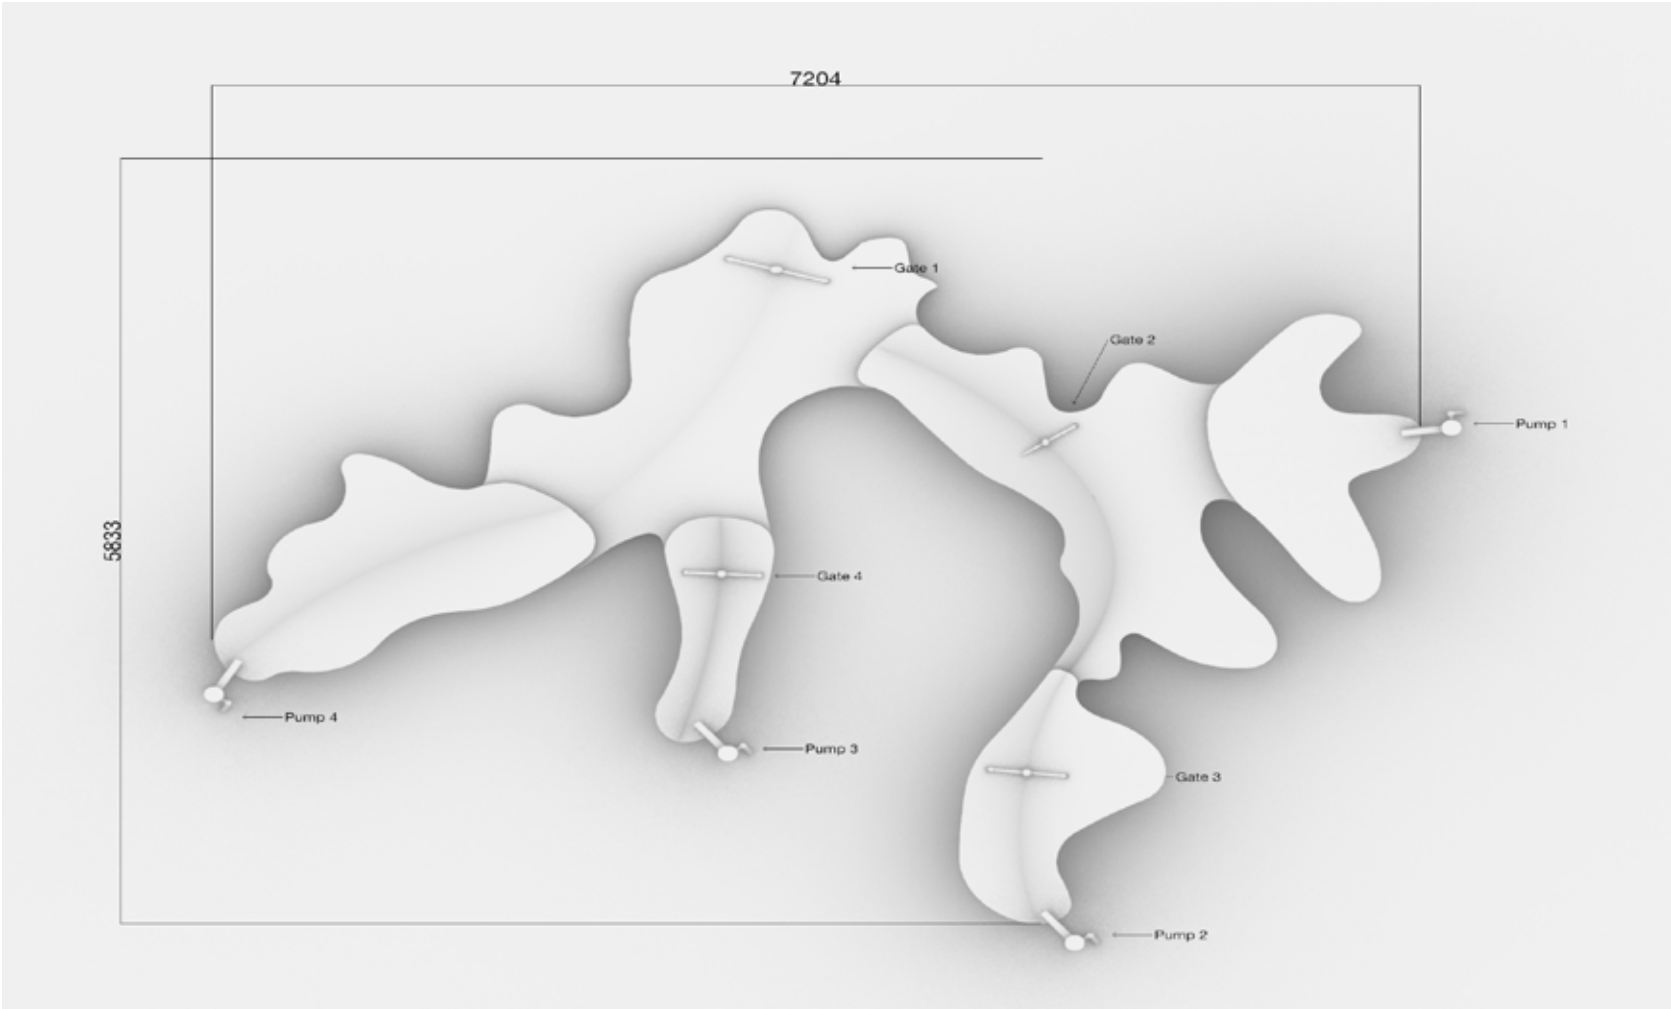 7204
Gate 1
Gate 2
Pump 1
5833
Gate 4
Pump 4
Pump 3
Gate 3
Pump 2